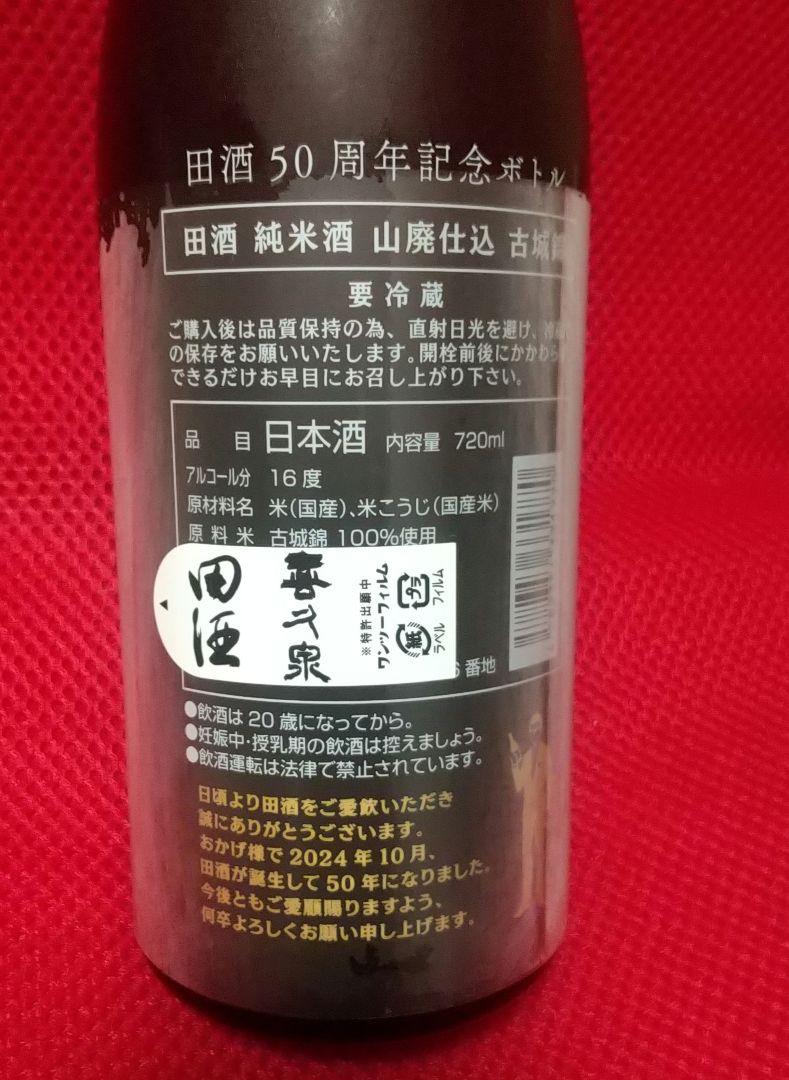 田酒 50 周年記念ボトル
田酒 純米酒 山廃仕込 古城錦
要冷蔵
ご購入後は品質保持の為、直射日光を避け、
の保存をお願いいたします。開栓前後にかかわら
できるだけお早目にお召し上がり下さい。
品目 日本酒 内容量 720ml
アルコール分 16度
原材料名 米(国産)、米こうじ(国産米)
原料米 古城錦 100%使用
田酒
喜久泉
※特許出願中
ワンツーフィルム
プラ フィルム
紙 ラベル
番地
●飲酒は20歳になってから。
●妊娠中・授乳期の飲酒は控えましょう。
●飲酒運転は法律で禁止されています。
日頃より田酒をご愛飲いただき
誠にありがとうございます。
おかげ様で2024年10月、
田酒が誕生して50年になりました。
今後ともご愛顧賜りますよう、
何卒よろしくお願い申し上げます。